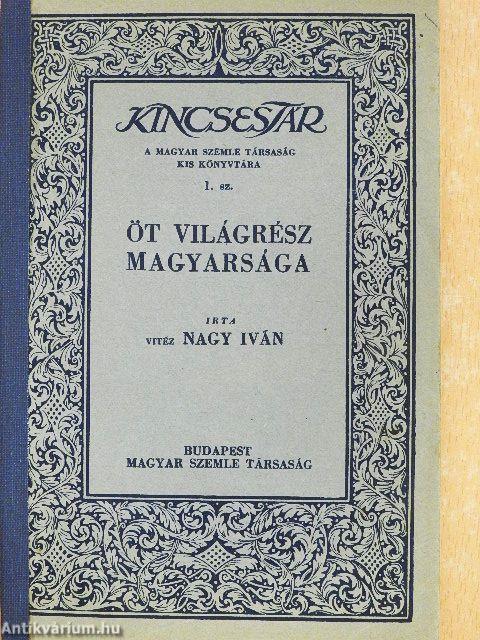 KINCSESTÁR
A MAGYAR SZEMLE TÁRSASÁG
KIS KÖNYVTÁRA
1. sz.
ÖT VILÁGRÉSZ
MAGYARSÁGA
IRTA
VITÉZ NAGY IVÁN
BUDAPEST
MAGYAR SZEMLE TÁRSASÁG
Antikvárium.hu